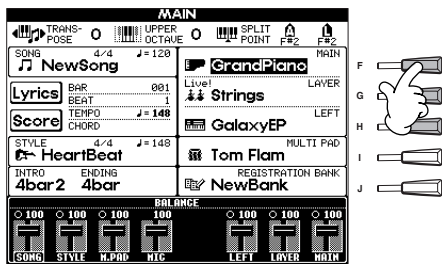 MAIN
TRANS-POSE 0 UPPER OCTAVE 0 SPLIT POINT A F#2 L F#2
SONG 4/4 ♩=120
NewSong
MAIN
GrandPiano
F
Lyrics
BAR 001
BEAT 1
Live!
Strings
LAYER
G
Score
TEMPO ♩=148
CHORD
LEFT
GalaxyEP
H
STYLE 4/4 ♩=148
HeartBeat
MULTI PAD
Tom Flam
I
INTRO ENDING
4bar2 4bar
REGISTRATION BANK
NewBank
J
BALANCE
100 100 100 100 100 100 100
SONG STYLE M.PAD MIC LEFT LAYER MAIN